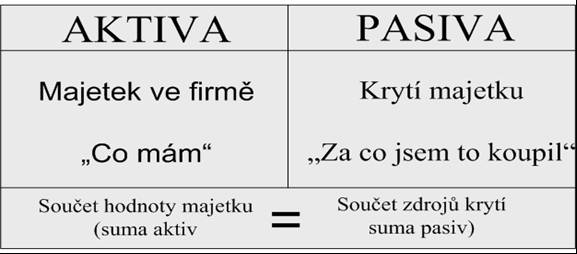 AKTIVA
PASIVA
Majetek ve firmě
„Co mám“
Krytí majetku
„Za co jsem to koupil“
Součet hodnoty majetku
(suma aktiv
=
Součet zdrojů krytí
suma pasiv)